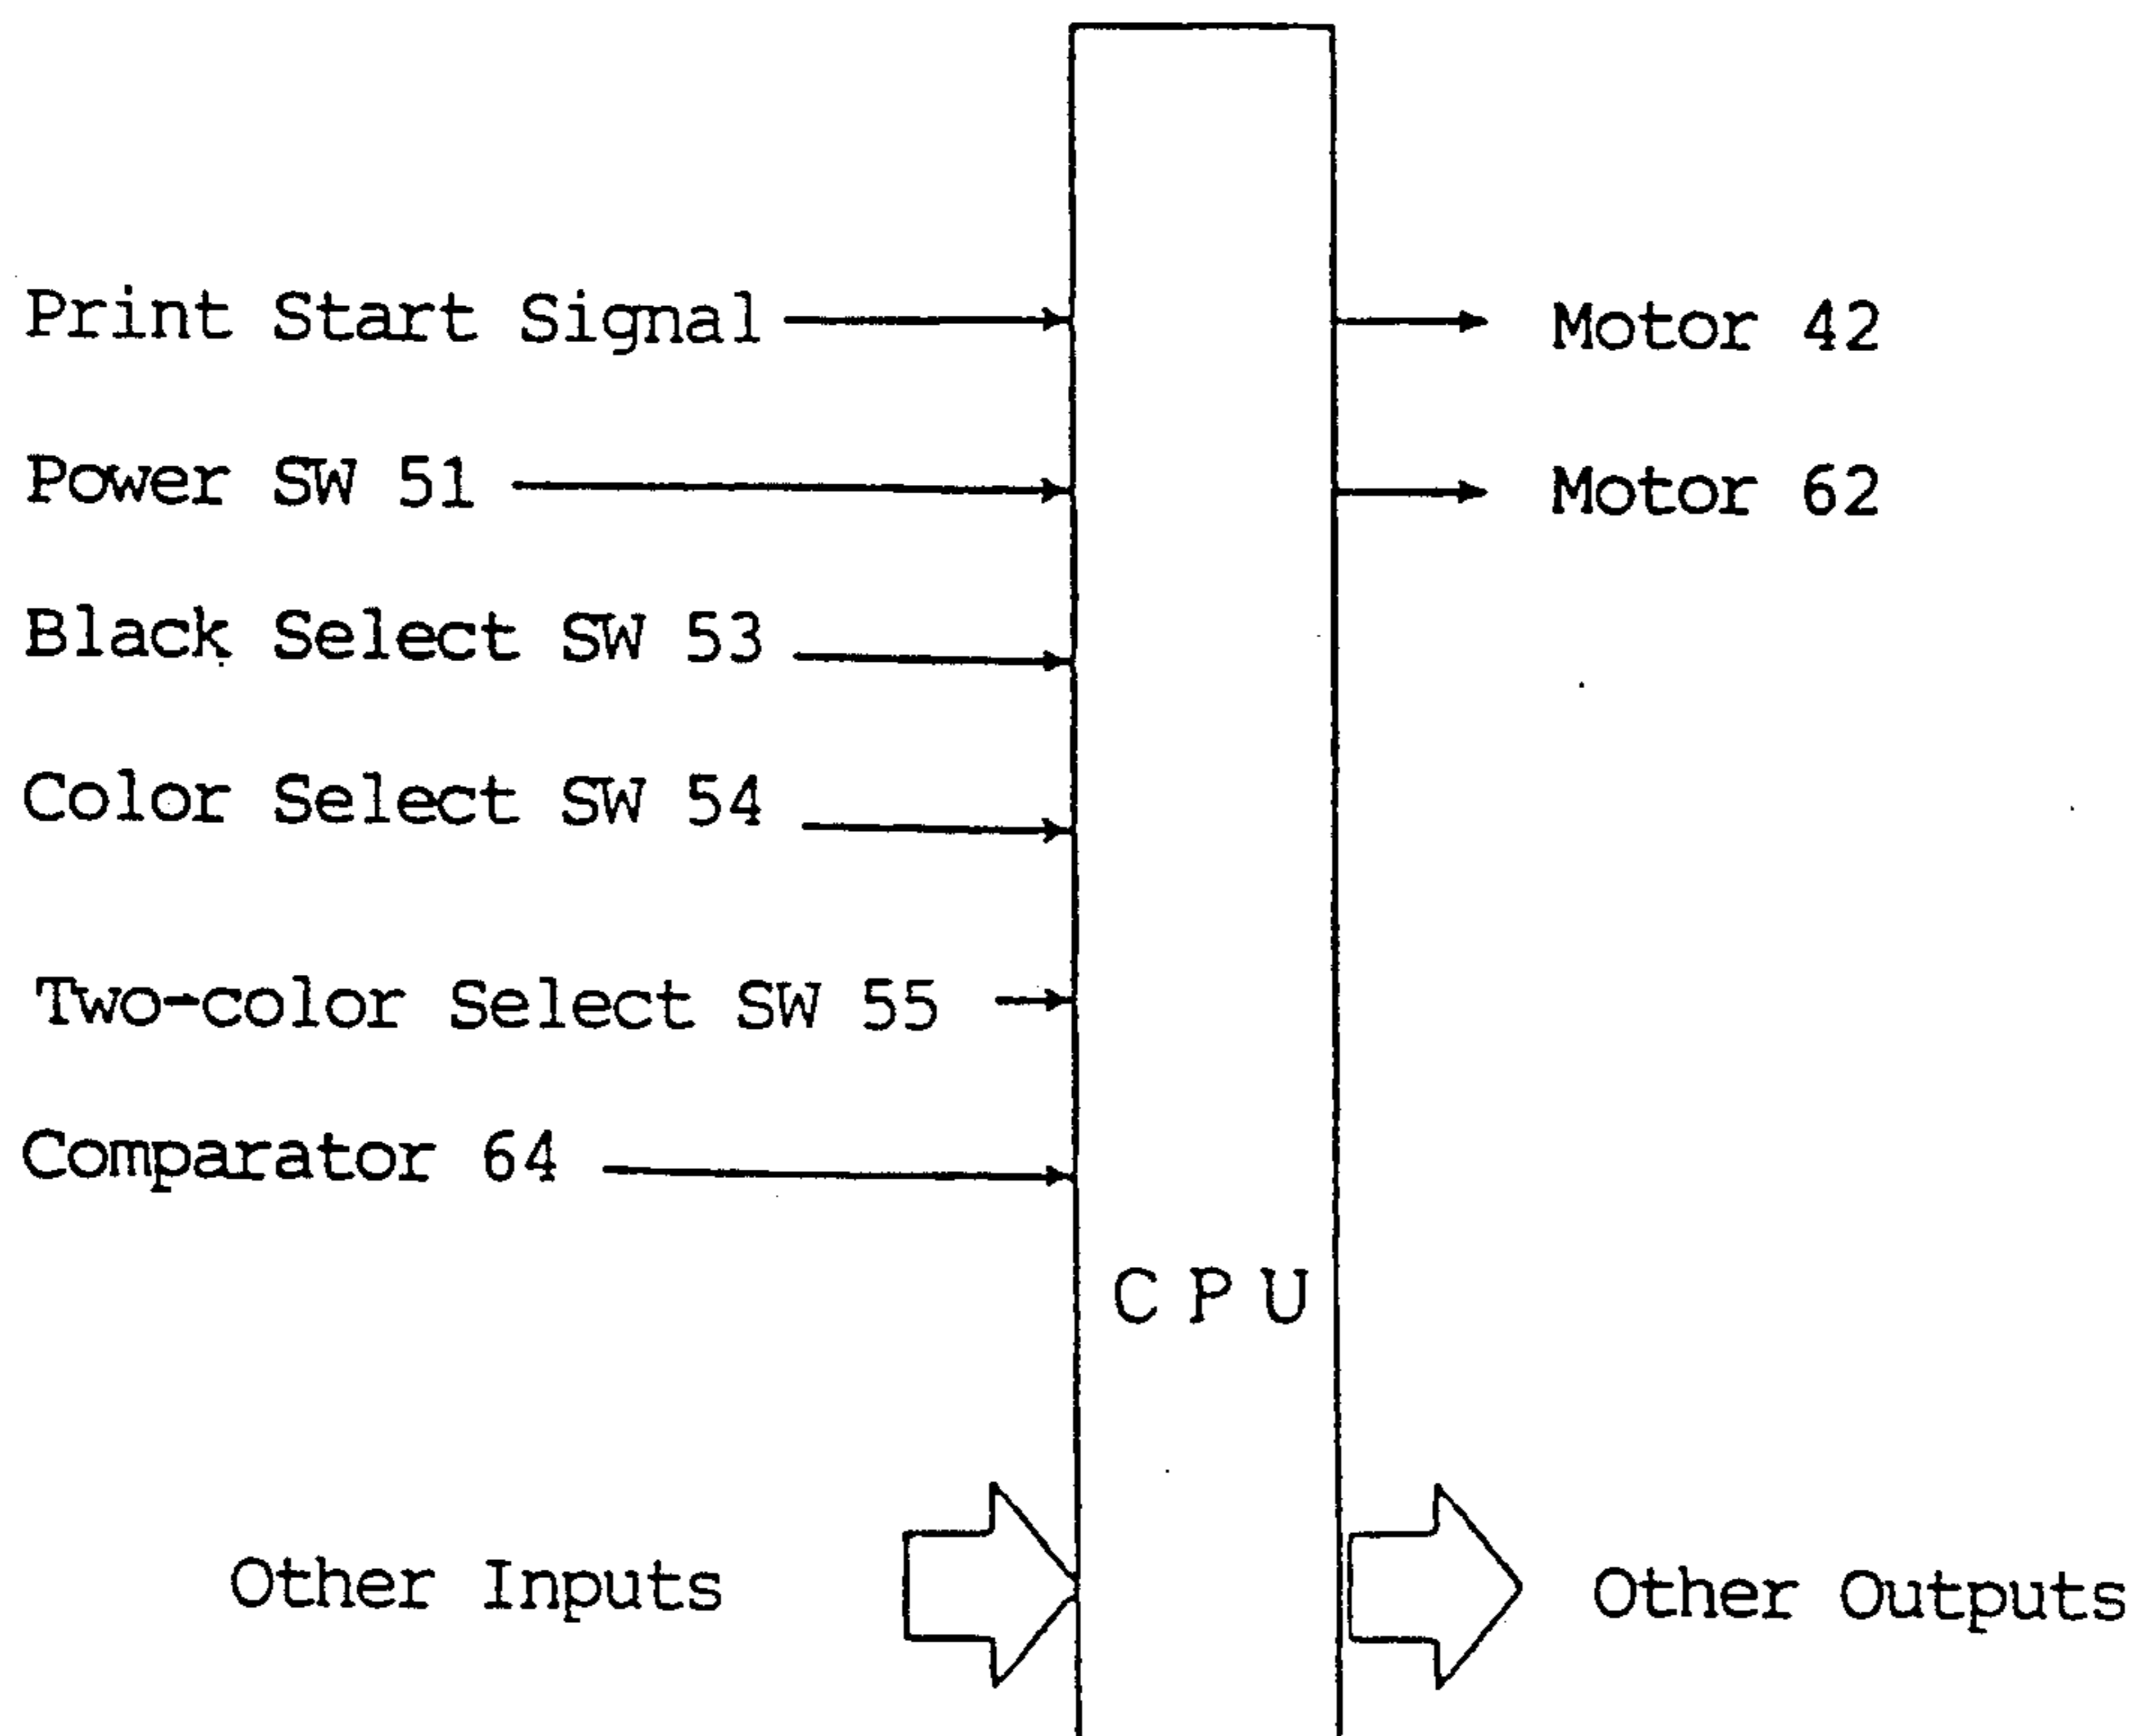 Print Start Signal
Motor 42
Power SW 51
Motor 62
Black Select SW 53
Color Select SW 54
Two-color Select SW 55
Comparator 64
CPU
Other Inputs
Other Outputs